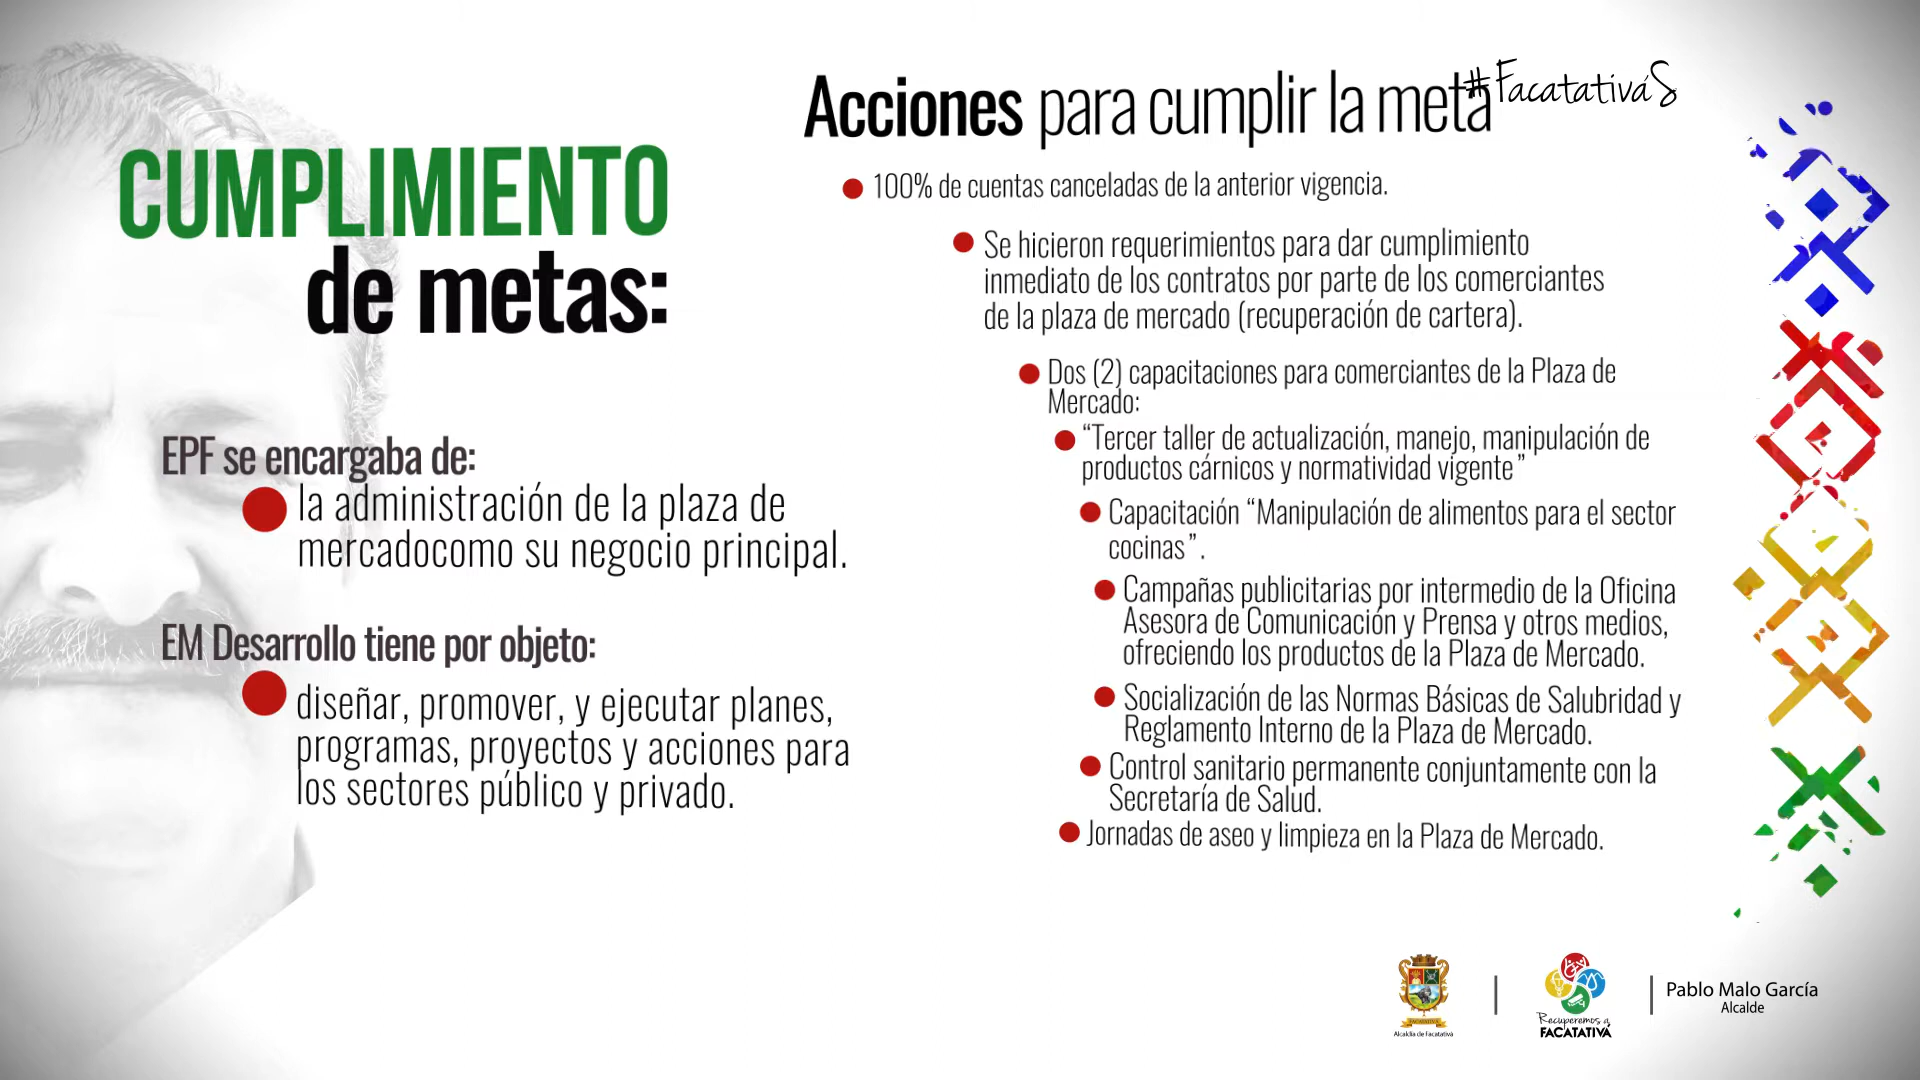 CUMPLIMIENTO
de metas:
EPF se encargaba de:
la administración de la plaza de
mercadocomo su negocio principal.
EM Desarrollo tiene por objeto:
diseñar, promover, y ejecutar planes,
programas, proyectos y acciones para
los sectores público y privado.
Acciones para cumplir la meta
#FacatativáS
100% de cuentas canceladas de la anterior vigencia.
Se hicieron requerimientos para dar cumplimiento
inmediato de los contratos por parte de los comerciantes
de la plaza de mercado (recuperación de cartera).
Dos (2) capacitaciones para comerciantes de la Plaza de
Mercado:
“Tercer taller de actualización, manejo, manipulación de
productos cárnicos y normatividad vigente”
Capacitación “Manipulación de alimentos para el sector
cocinas”.
Campañas publicitarias por intermedio de la Oficina
Asesora de Comunicación y Prensa y otros medios,
ofreciendo los productos de la Plaza de Mercado.
Socialización de las Normas Básicas de Salubridad y
Reglamento Interno de la Plaza de Mercado.
Control sanitario permanente conjuntamente con la
Secretaría de Salud.
Jornadas de aseo y limpieza en la Plaza de Mercado.
FACATATIVÁ
Alcaldía de Facatativa
Recuperemos a
FACATATIVÁ
Pablo Malo García
Alcalde